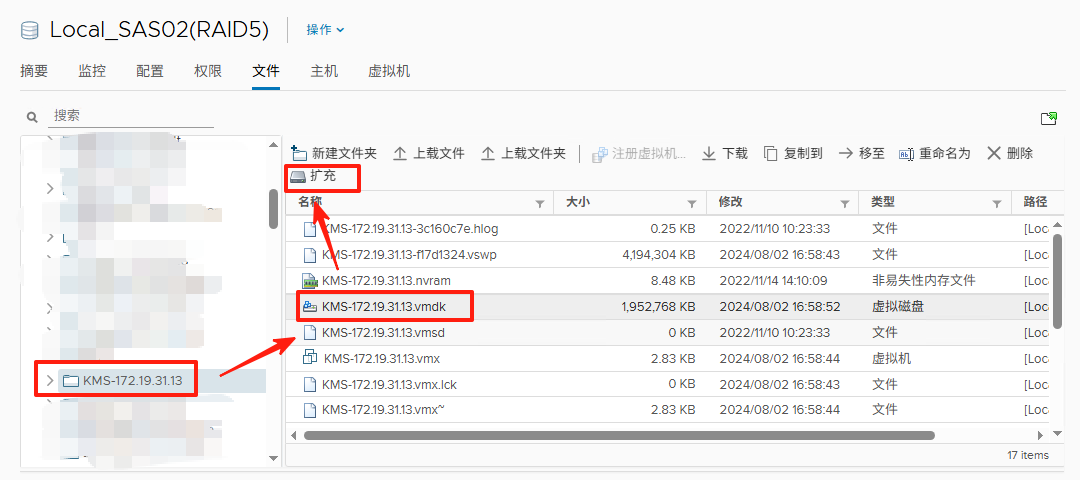 Local_SAS02(RAID5) 操作
摘要 监控 配置 权限 文件 主机 虚拟机
搜索
新建文件夹 上载文件 上载文件夹 注册虚拟机... 下载 复制到 移至 重命名为 删除
扩充
名称 大小 修改 类型 路径
KMS-172.19.31.13-3c160c7e.hlog 0.25 KB 2022/11/10 10:23:33 文件 [Loca
KMS-172.19.31.13-f17d1324.vswp 4,194,304 KB 2024/08/02 16:58:43 文件 [Loca
KMS-172.19.31.13.nvram 8.48 KB 2022/11/14 14:10:09 非易失性内存文件 [Loca
KMS-172.19.31.13.vmdk 1,952,768 KB 2024/08/02 16:58:52 虚拟磁盘 [Loca
KMS-172.19.31.13.vmsd 0 KB 2022/11/10 10:23:33 文件 [Loca
KMS-172.19.31.13.vmx 2.83 KB 2024/08/02 16:58:44 虚拟机 [Loca
KMS-172.19.31.13
KMS-172.19.31.13.vmx.lck 0 KB 2024/08/02 16:58:43 文件 [Loca
KMS-172.19.31.13.vmx~ 2.83 KB 2024/08/02 16:58:44 文件 [Loca
17 items